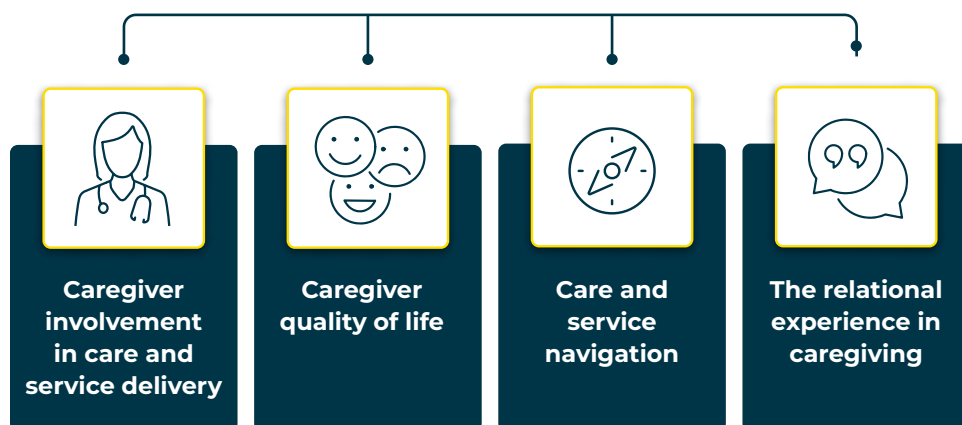 Caregiver
involvement
in care and
service delivery
Caregiver
quality of life
Care and
service
navigation
The relational
experience in
caregiving